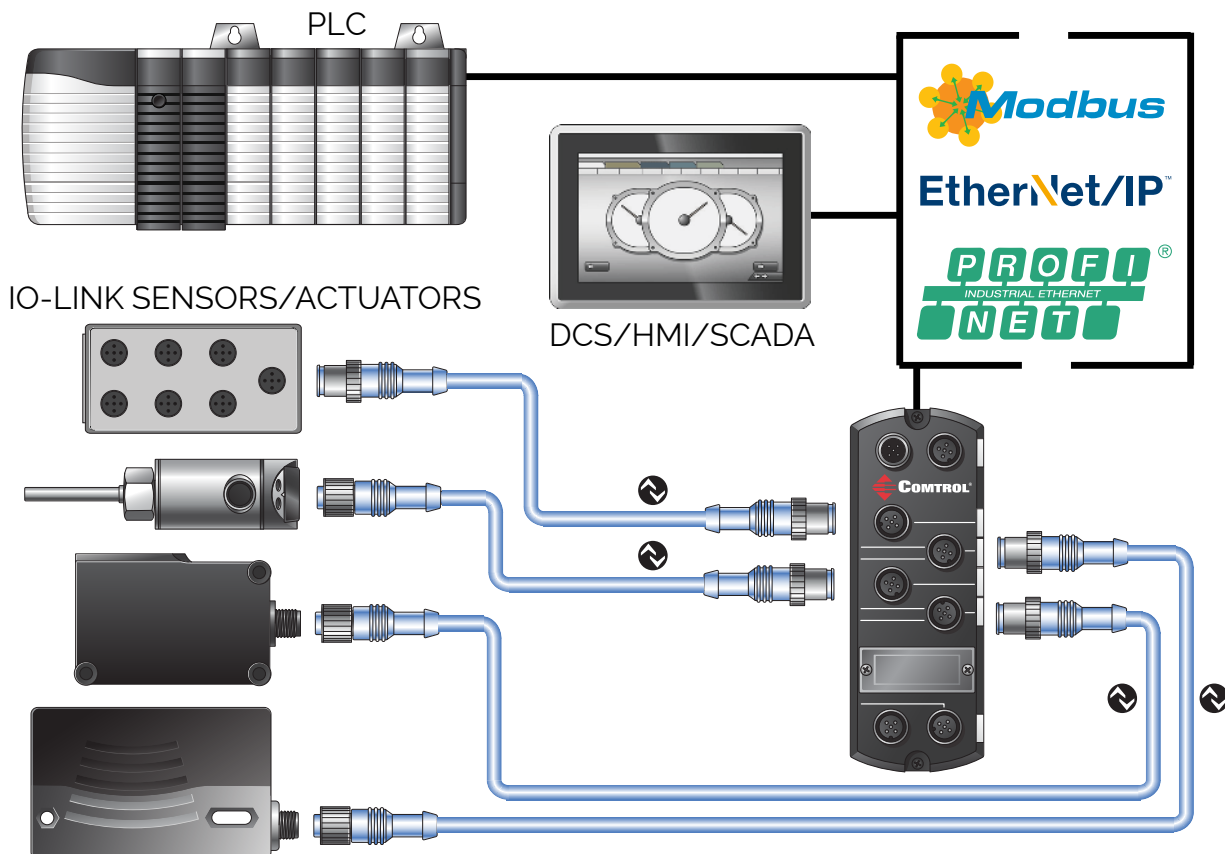 PLC
Modbus
EtherNet/IP™
PROFI®
INDUSTRIAL ETHERNET
NET
IO-LINK SENSORS/ACTUATORS
DCS/HMI/SCADA
COMTROL®